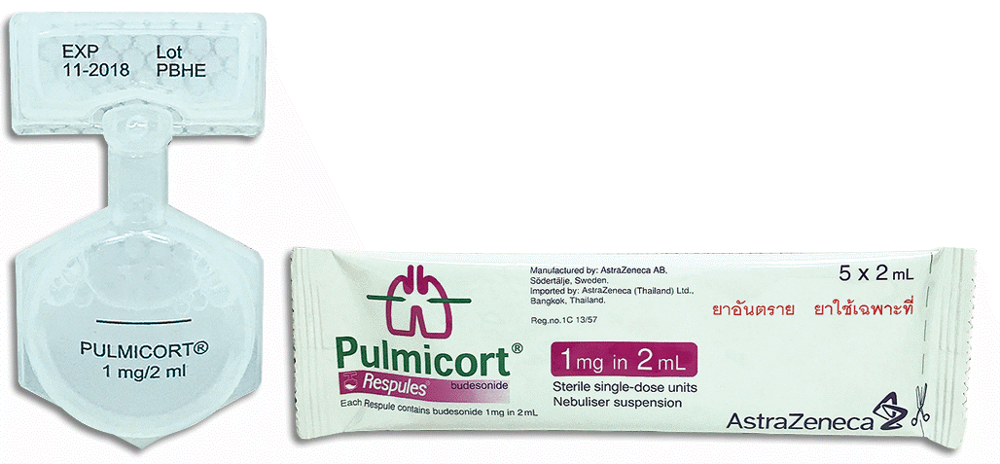 EXP Lot
11-2018 PBHE
PULMICORT®
1 mg/2 ml
Manufactured by: AstraZeneca AB,
Södertälje, Sweden.
Imported by: AstraZeneca (Thailand) Ltd.,
Bangkok, Thailand.
Reg.no.1C 13/57
5 x 2 mL
ยาอันตราย ยาใช้เฉพาะที่
Pulmicort®
Respules®
budesonide
Each Respule contains budesonide 1mg in 2mL
1mg in 2 mL
Sterile single-dose units
Nebuliser suspension
AstraZeneca